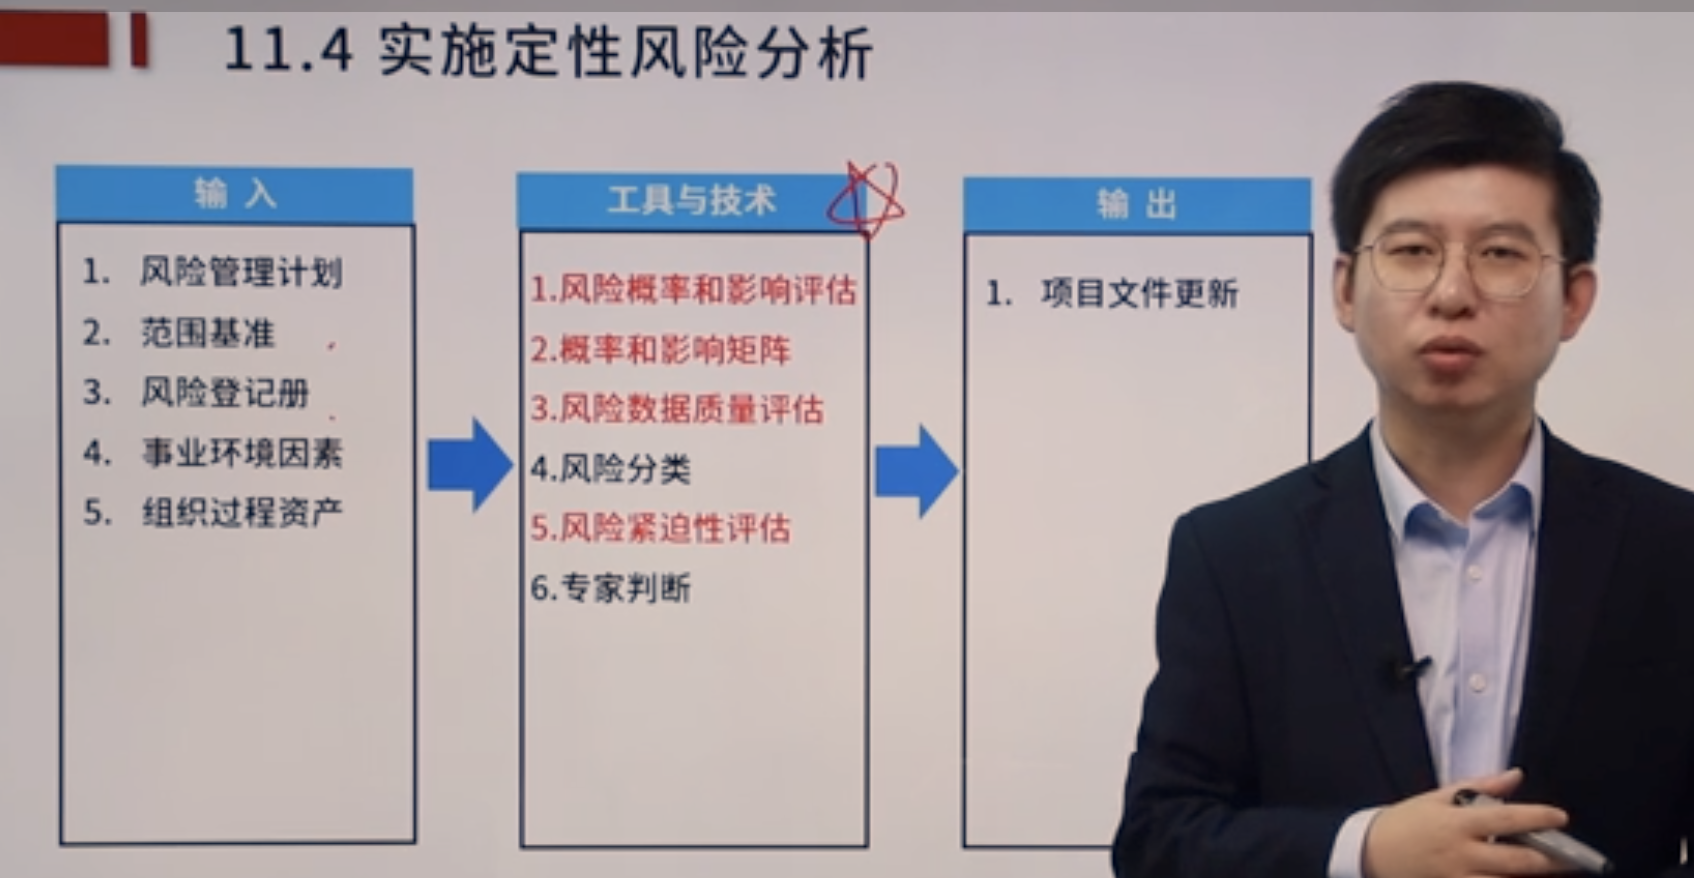 11.4 实施定性风险分析
输入
1. 风险管理计划
2. 范围基准
3. 风险登记册
4. 事业环境因素
5. 组织过程资产
工具与技术
1.风险概率和影响评估
2.概率和影响矩阵
3.风险数据质量评估
4.风险分类
5.风险紧迫性评估
6.专家判断
输出
1. 项目文件更新